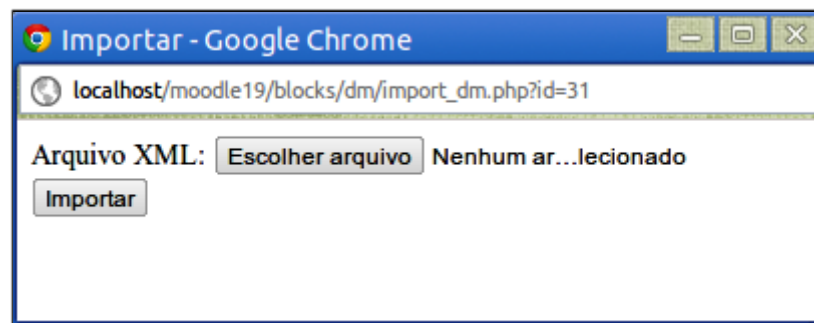 Importar - Google Chrome
localhost/moodle19/blocks/dm/import_dm.php?id=31
Arquivo XML: Escolher arquivo Nenhum ar...lecionado
Importar